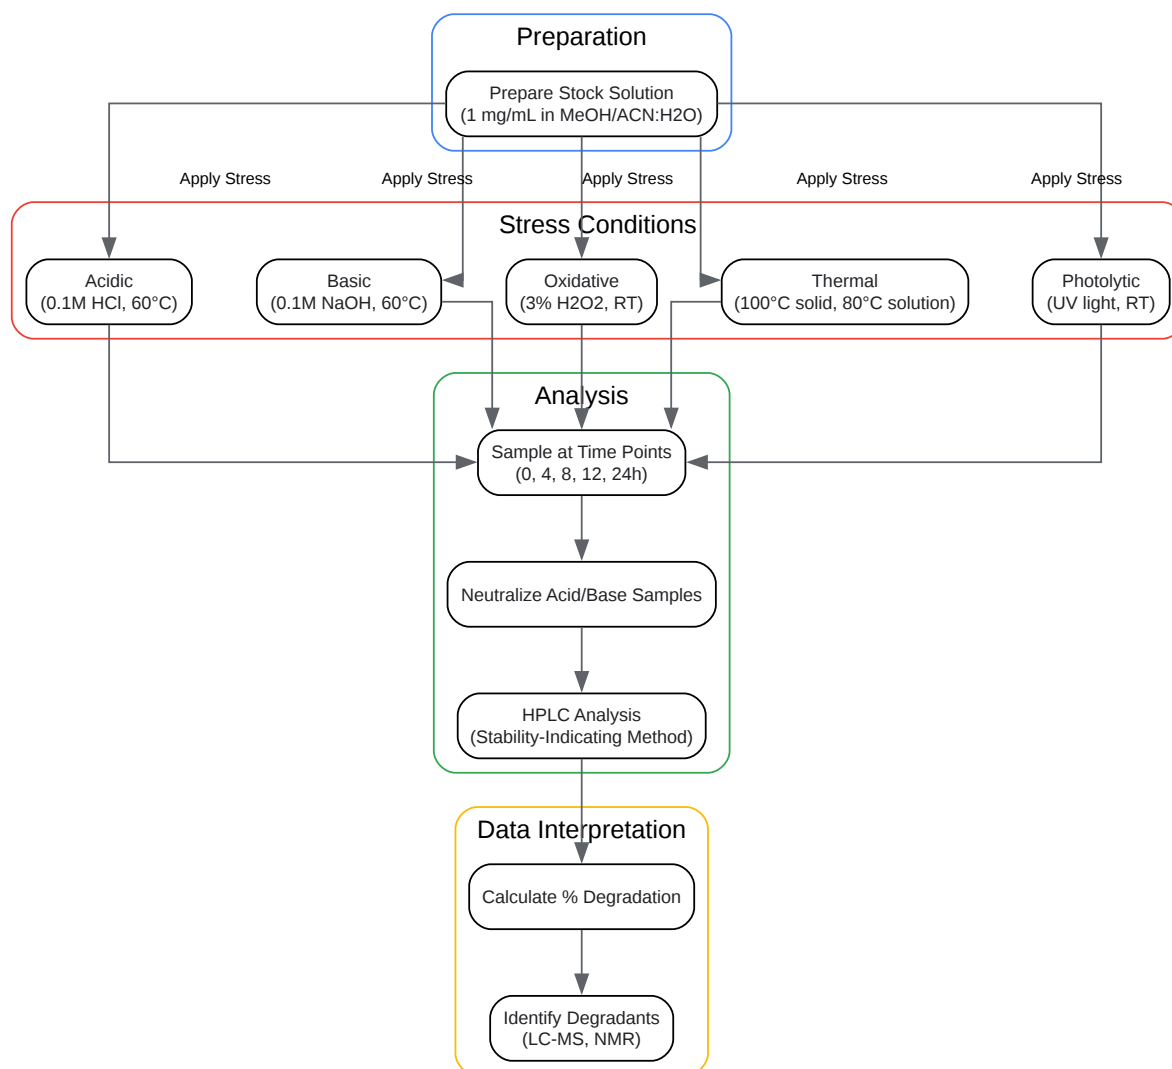 Preparation
Prepare Stock Solution
(1 mg/mL in MeOH/ACN:H2O)
Apply Stress
Apply Stress
Apply Stress
Apply Stress
Apply Stress
Stress Conditions
Acidic
(0.1M HCl, 60°C)
Basic
(0.1M NaOH, 60°C)
Oxidative
(3% H2O2, RT)
Thermal
(100°C solid, 80°C solution)
Photolytic
(UV light, RT)
Analysis
Sample at Time Points
(0, 4, 8, 12, 24h)
Neutralize Acid/Base Samples
HPLC Analysis
(Stability-Indicating Method)
Data Interpretation
Calculate % Degradation
Identify Degradants
(LC-MS, NMR)